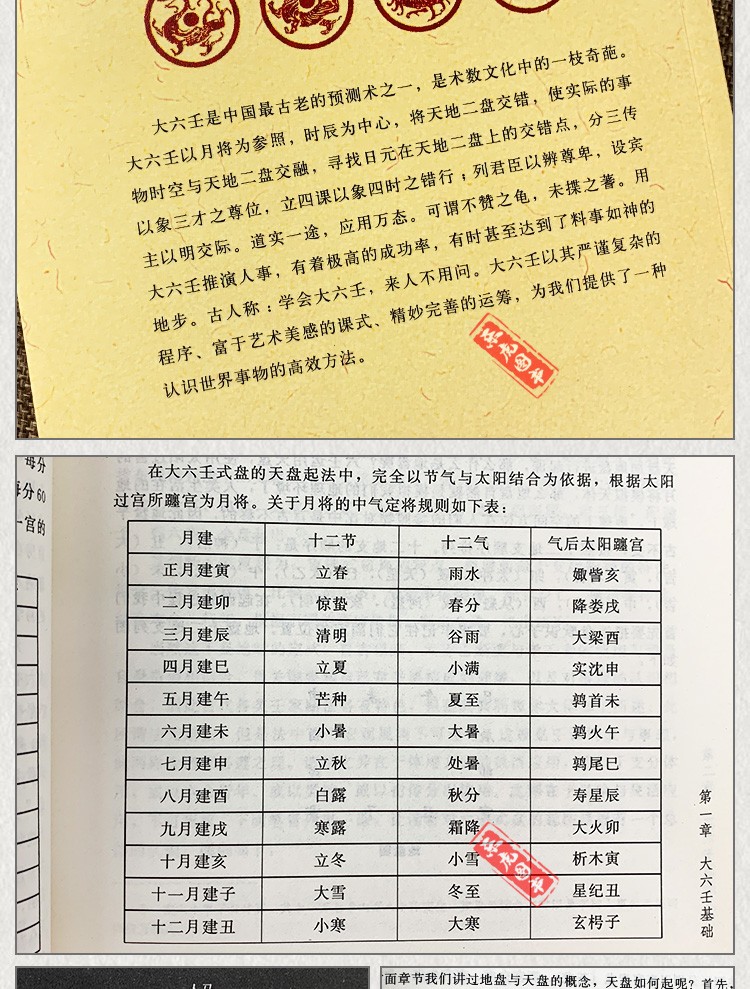 大六壬是中国最古老的预测术之一，是术数文化中的一枝奇葩。
大六壬以月将为参照，时辰为中心，将天地二盘交错，使实际的事
物时空与天地二盘交融，寻找日元在天地二盘上的交错点，分三传
以象三才之尊位，立四课以象四时之错行；列君臣以辨尊卑，设宾
主以明交际。道实一途，应用万态。可谓不赞之龟，未揲之蓍。用
大六壬推演人事，有着极高的成功率，有时甚至达到了料事如神的
地步。古人称：学会大六壬，来人不用问。大六壬以其严谨复杂的
程序、富于艺术美感的课式、精妙完善的运筹，为我们提供了一种
认识世界事物的高效方法。
每分
每分60
一宫的
在大六壬式盘的天盘起法中，完全以节气与太阳结合为依据，根据太阳
过宫所躔宫为月将。关于月将的中气定将规则如下表：
月建 十二节 十二气 气后太阳躔宫
正月建寅 立春 雨水 娵訾亥
二月建卯 惊蛰 春分 降娄戌
三月建辰 清明 谷雨 大梁酉
四月建巳 立夏 小满 实沈申
五月建午 芒种 夏至 鹑首未
六月建未 小暑 大暑 鹑火午
七月建申 立秋 处暑 鹑尾巳
八月建酉 白露 秋分 寿星辰
九月建戌 寒露 霜降 大火卯
十月建亥 立冬 小雪 析木寅
十一月建子 大雪 冬至 星纪丑
十二月建丑 小寒 大寒 玄枵子
第一章 大六壬基础
面章节我们讲过地盘与天盘的概念，天盘如何起呢？首先，